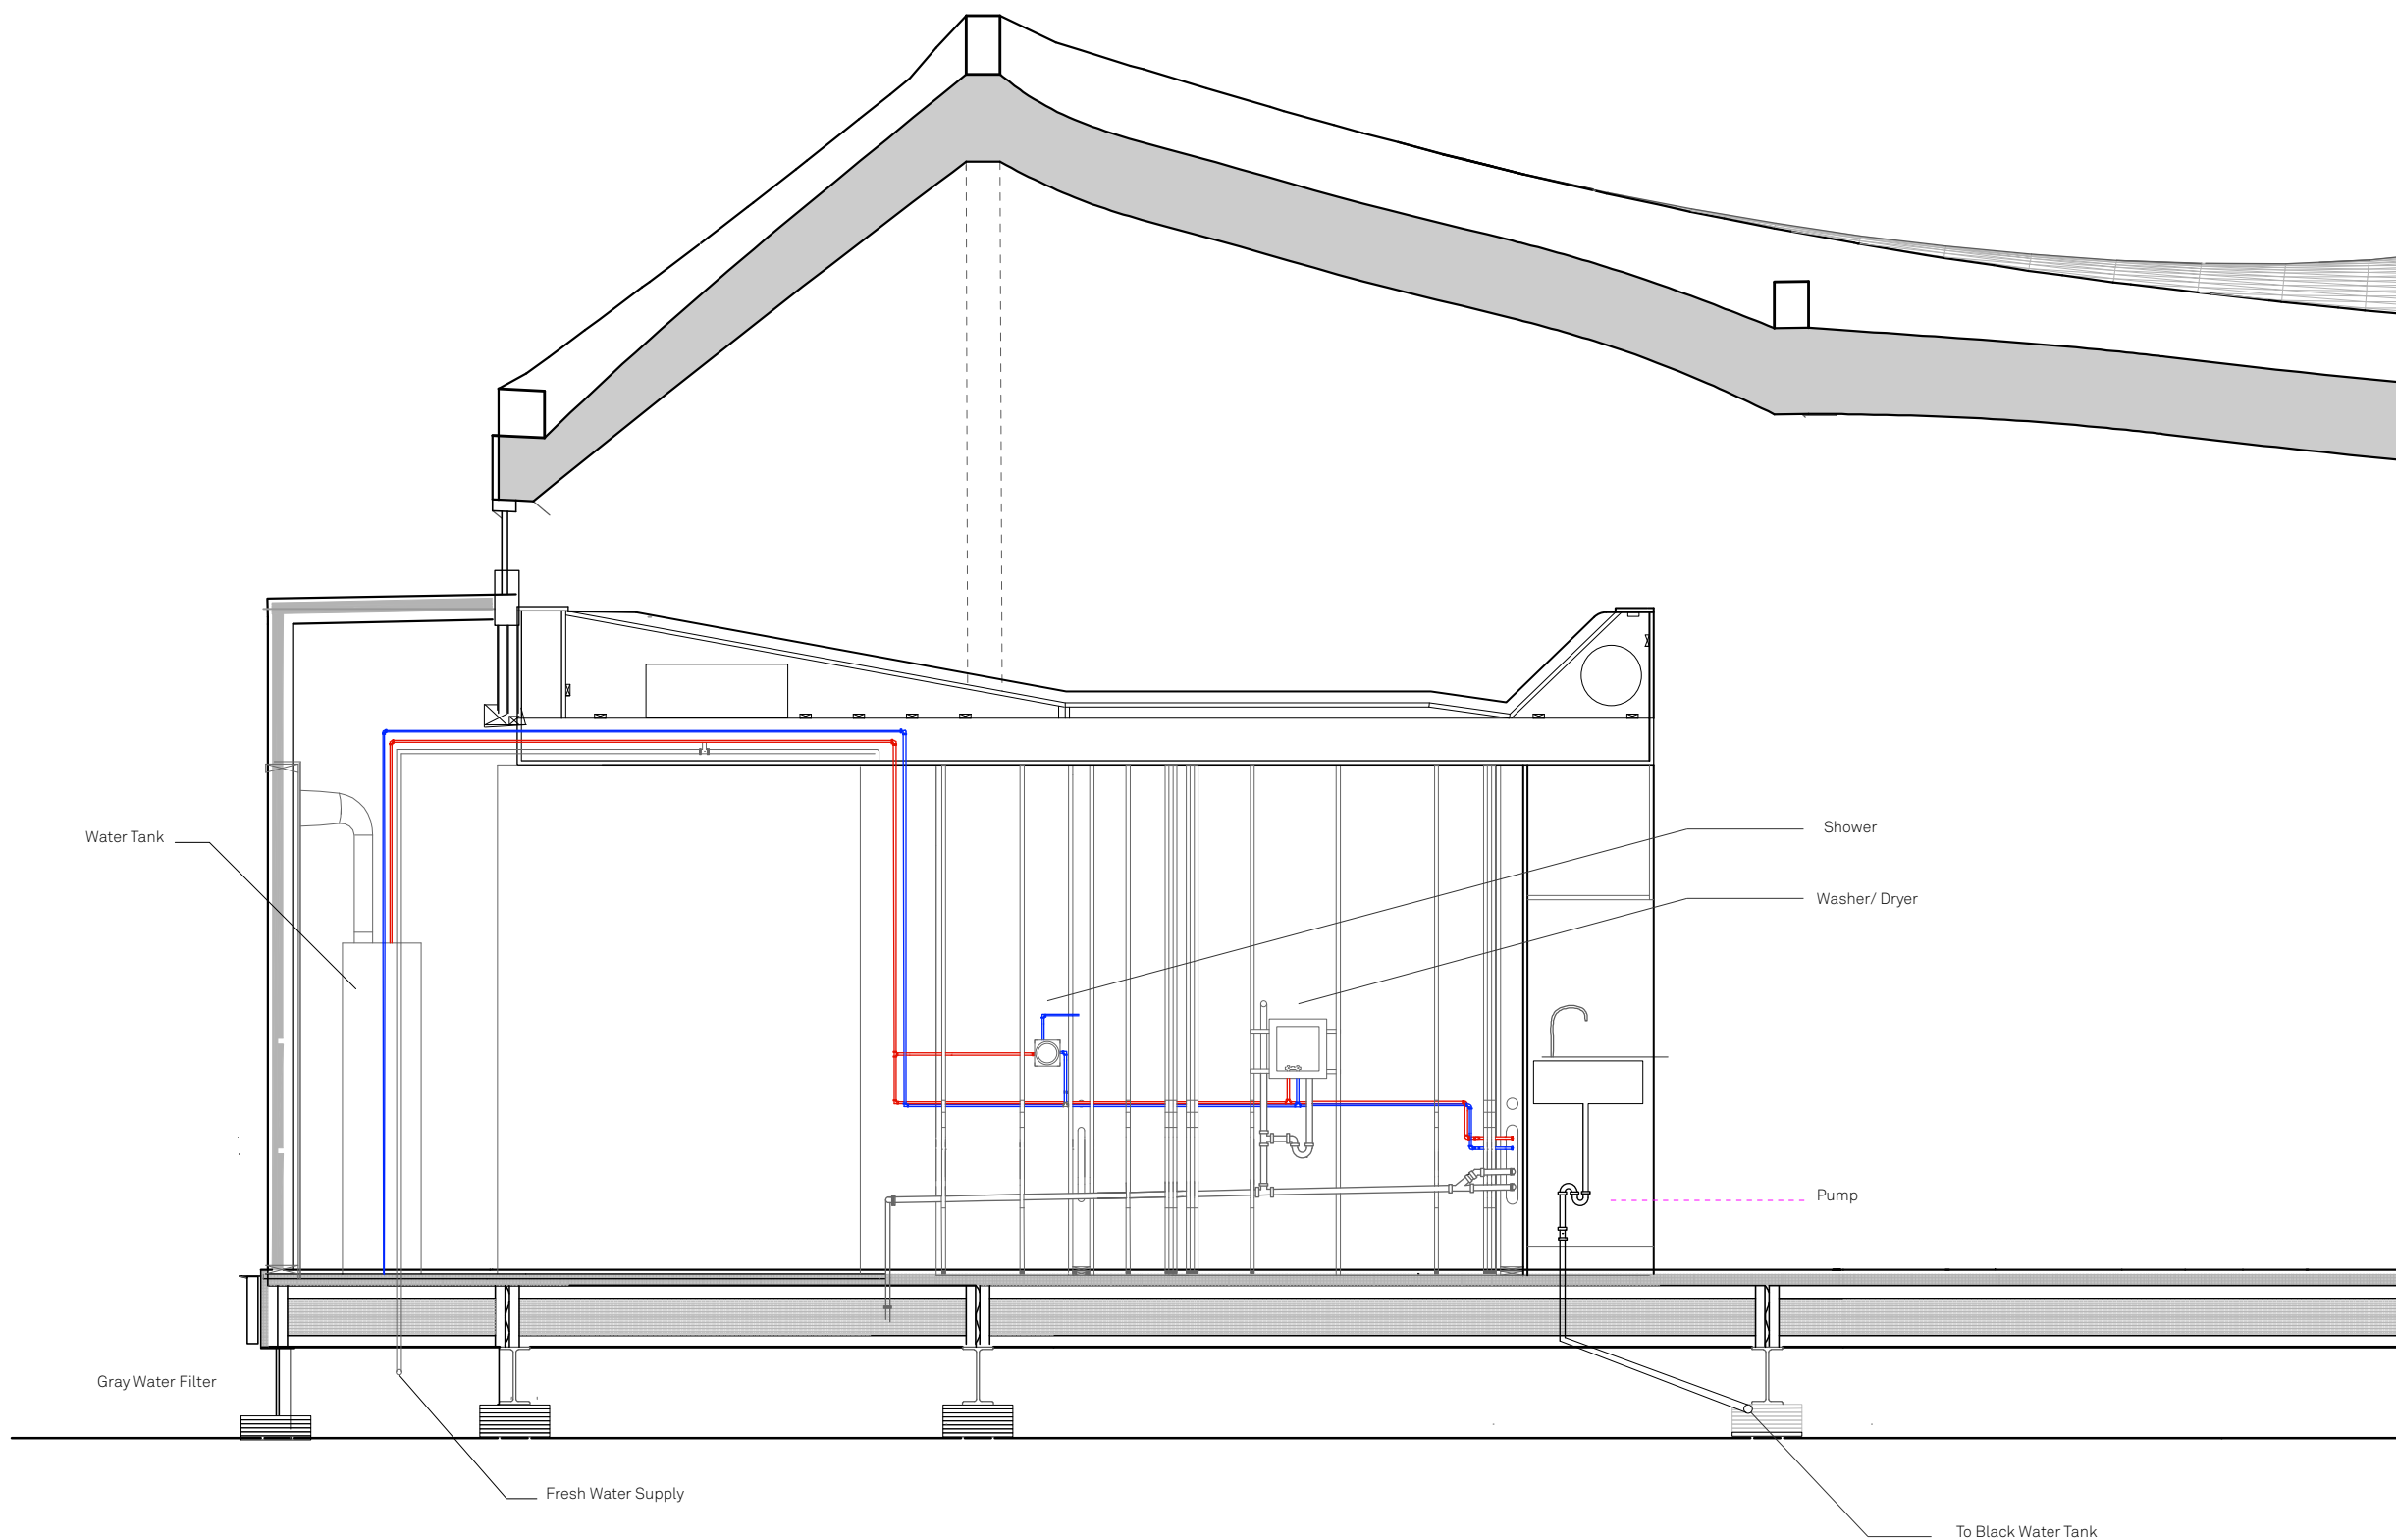 Shower
Water Tank
Washer/ Dryer
Pump
Gray Water Filter
Fresh Water Supply
To Black Water Tank